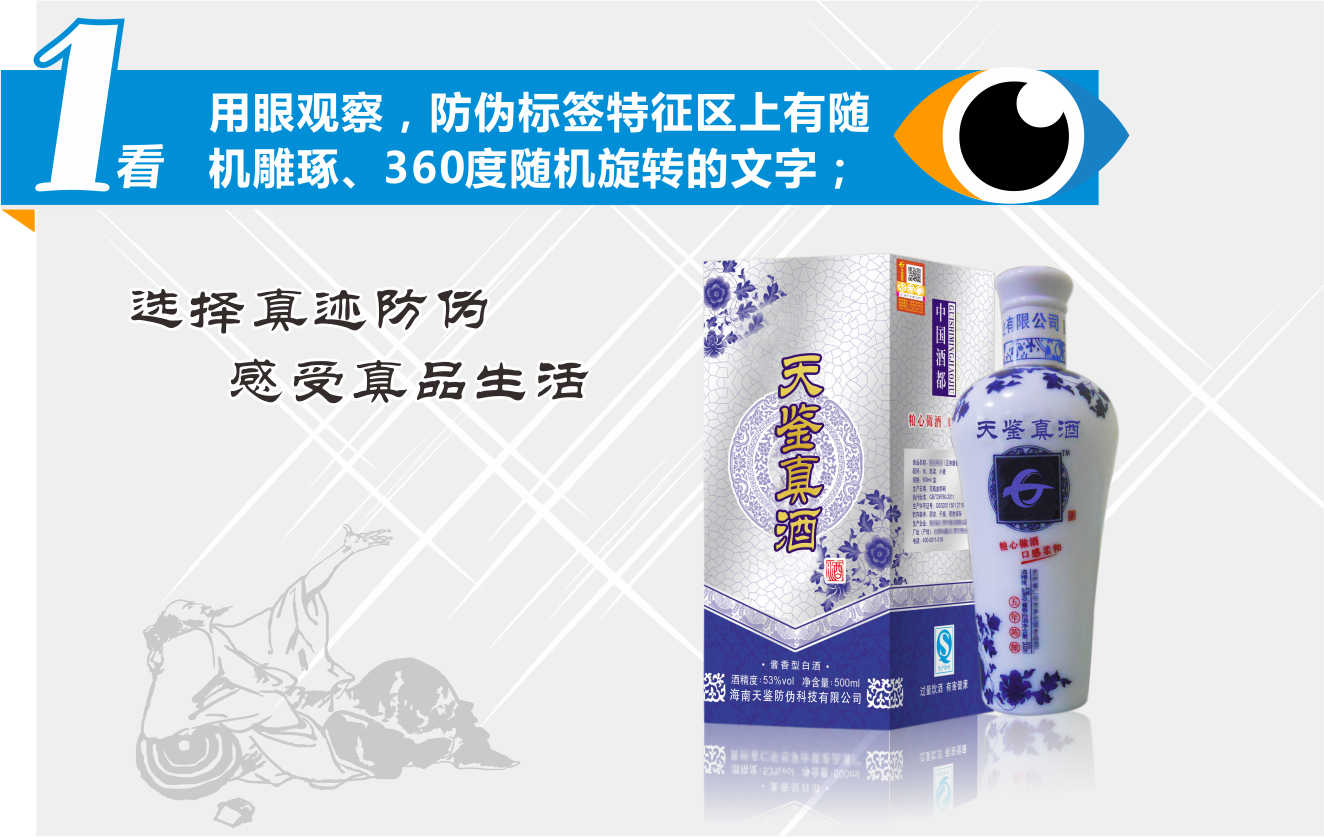 1看
用眼观察，防伪标签特征区上有随
机雕琢、360度随机旋转的文字；
选择真迹防伪
感受真品生活
天鉴真酒
酱香型白酒
酒精度:53%vol 净含量:500ml
海南天鉴防伪科技有限公司
中国酒都
粮心做酒
过量饮酒 有害健康
有限公司
天鉴真酒
TM
粮心做酒
口感柔和
五年陈酿